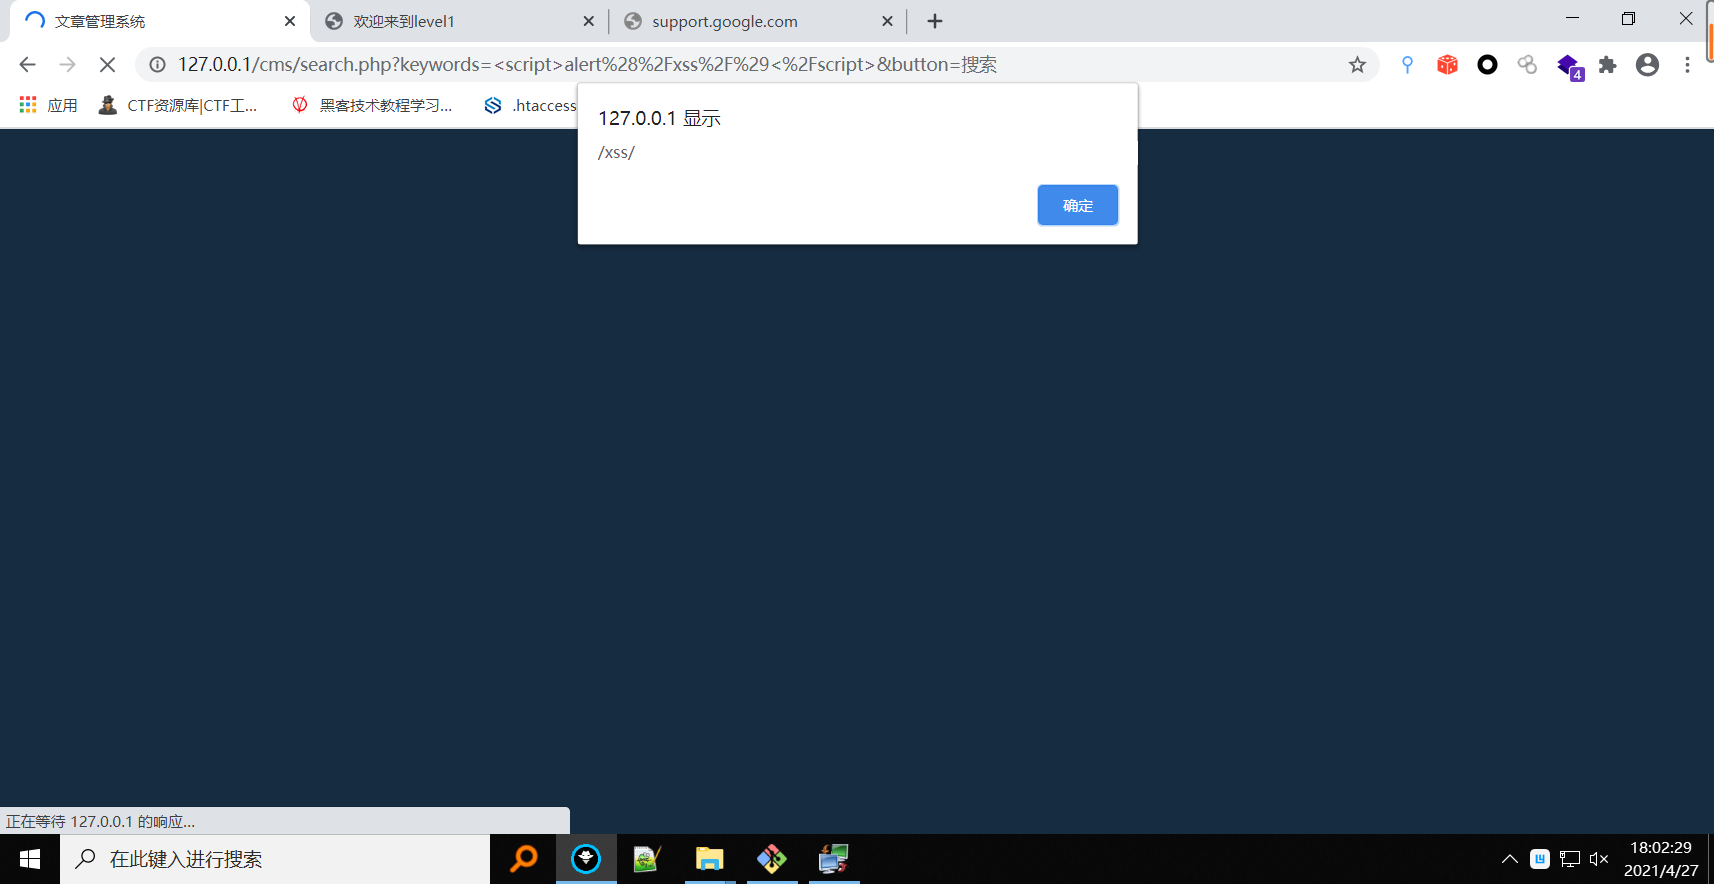 文章管理系统
欢迎来到level1
support.google.com
127.0.0.1/cms/search.php?keywords=<script>alert%28%2Fxss%2F%29<%2Fscript>&button=搜索
4
应用
CTF资源库|CTF工...
黑客技术教程学习...
.htaccess
127.0.0.1 显示
/xss/
确定
正在等待 127.0.0.1 的响应...
在此键入进行搜索
18:02:29
2021/4/27